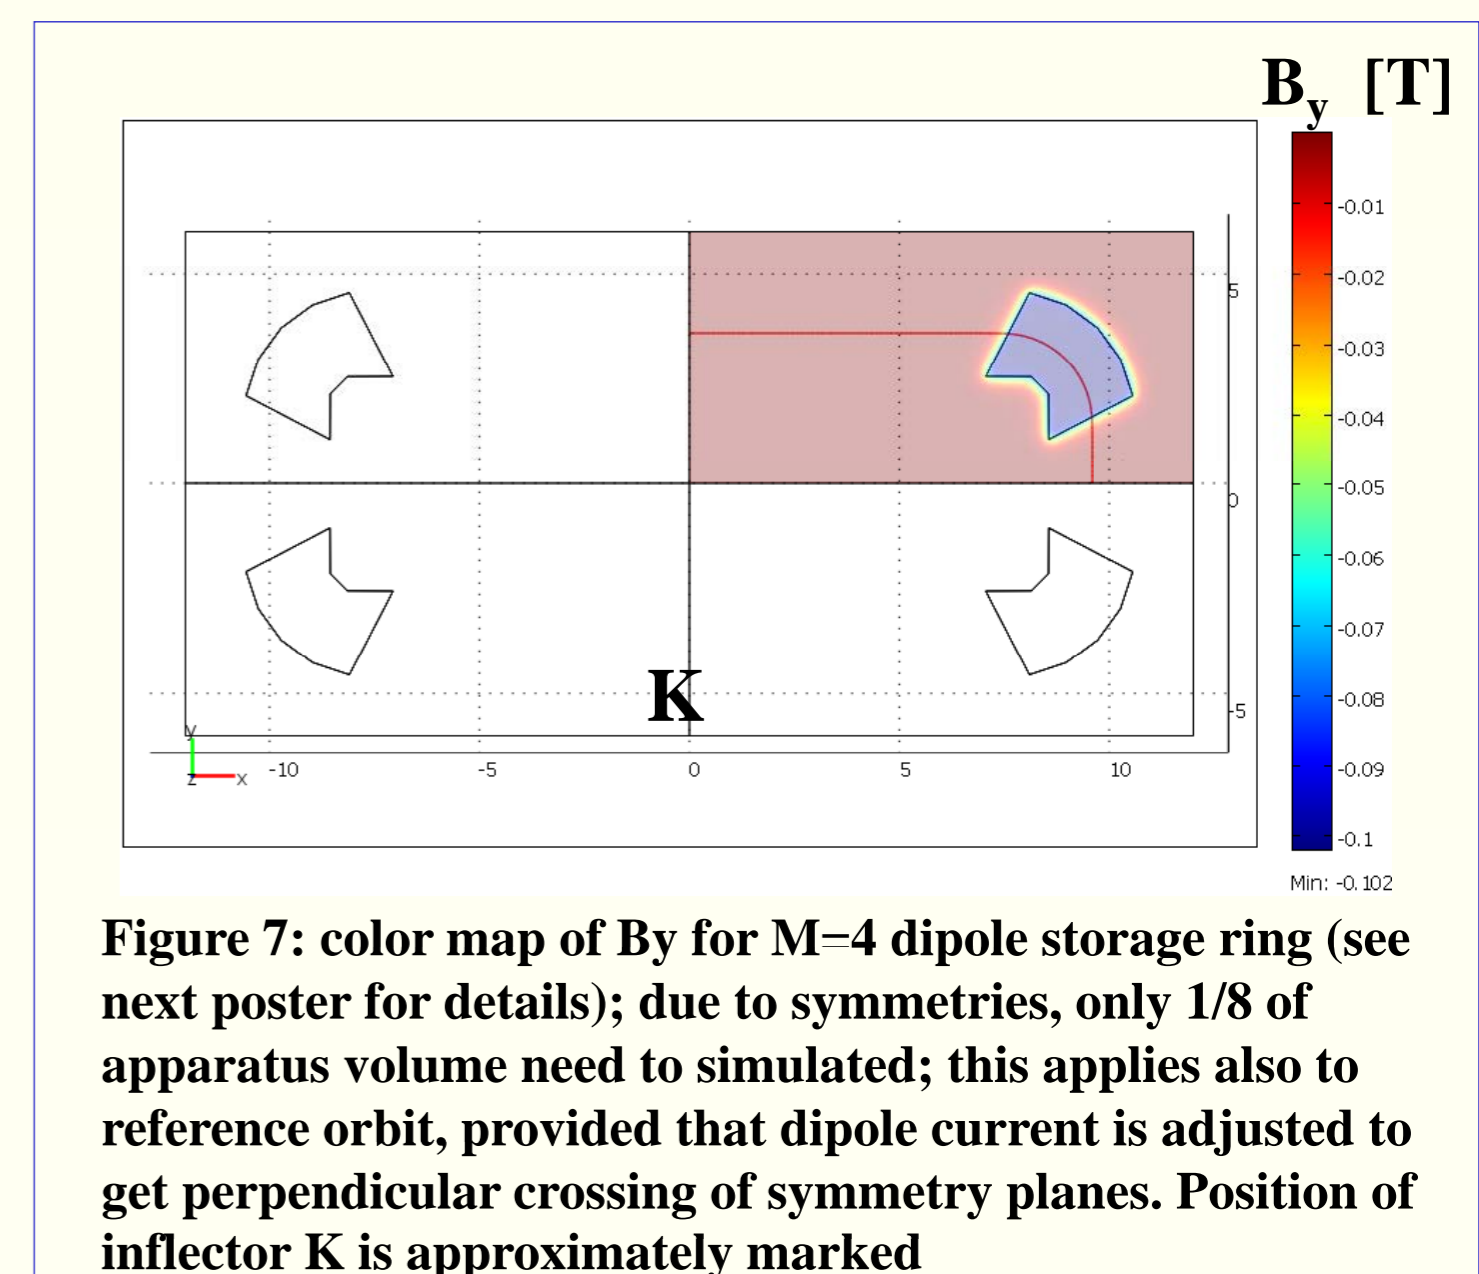 By [T]
-0.01
-0.02
-0.03
-0.04
-0.05
-0.06
-0.07
-0.08
-0.09
-0.1
Min: -0.102
5
0
-5
K
y
z x
-10 -5 0 5 10
Figure 7: color map of By for M=4 dipole storage ring (see
next poster for details); due to symmetries, only 1/8 of
apparatus volume need to simulated; this applies also to
reference orbit, provided that dipole current is adjusted to
get perpendicular crossing of symmetry planes. Position of
inflector K is approximately marked